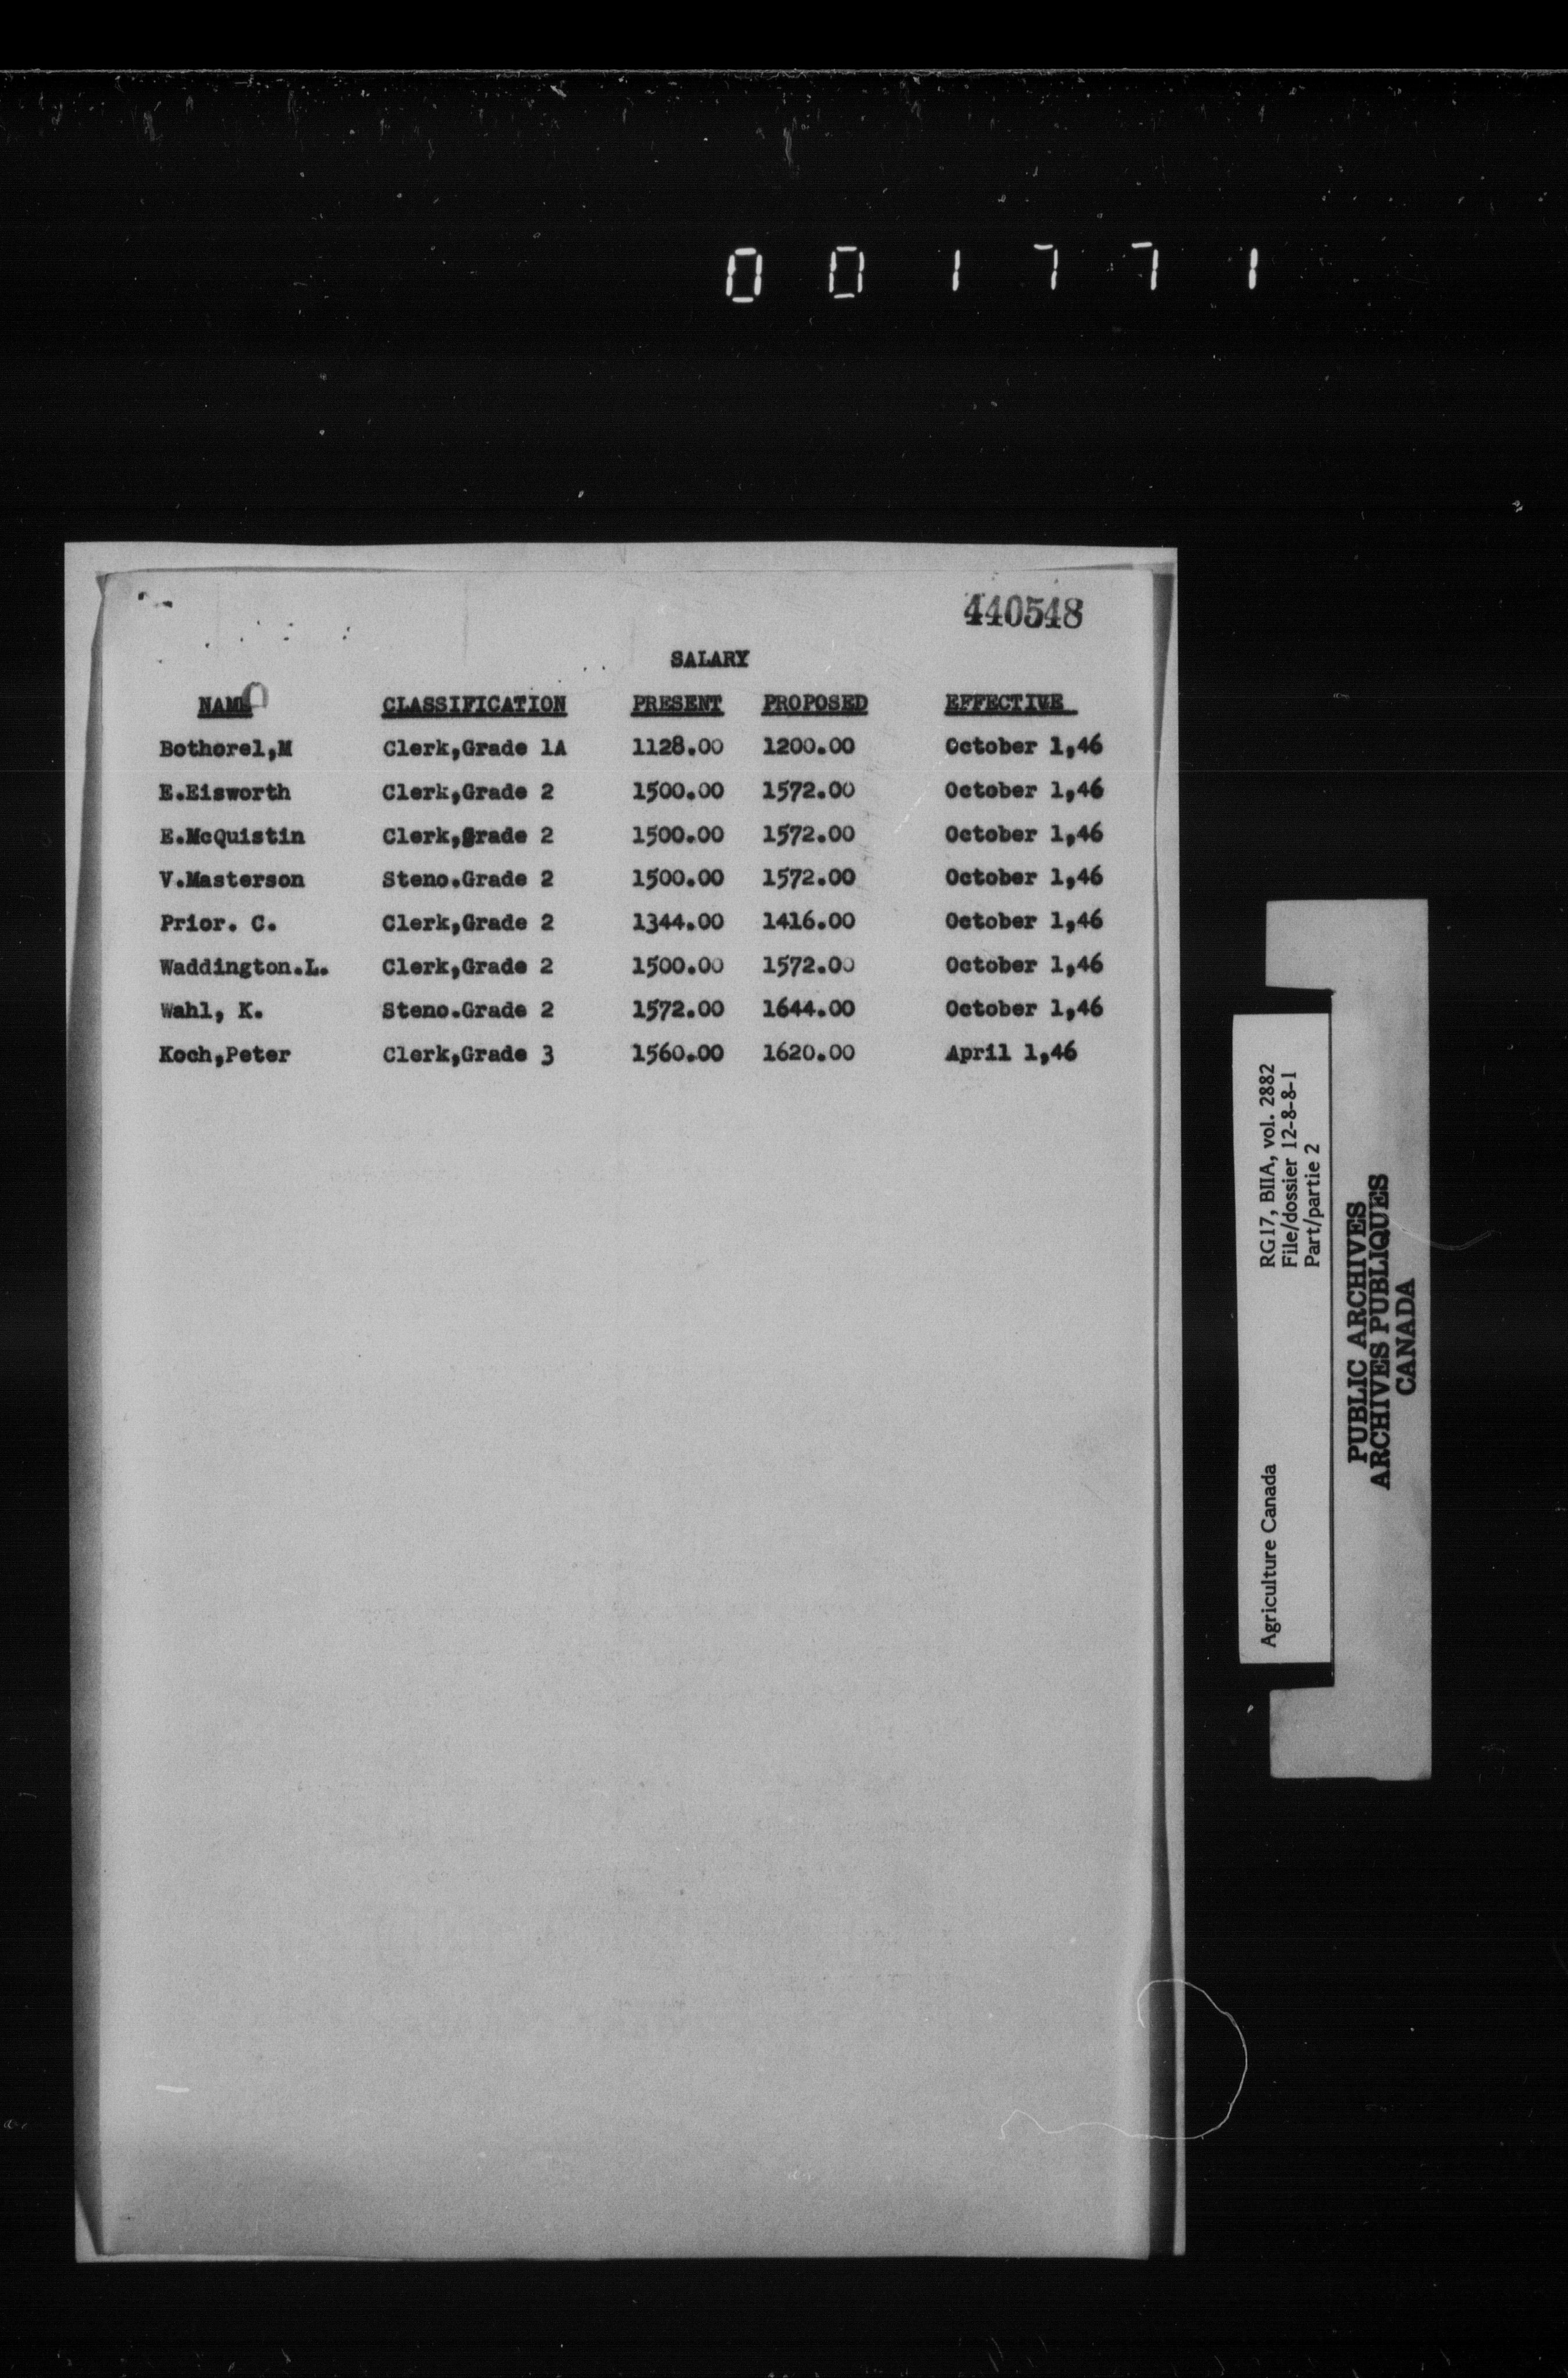 001771
440548
SALARY
NAME CLASSIFICATION PRESENT PROPOSED EFFECTIVE
Bothorel,M Clerk,Grade 1A 1128.00 1200.00 October 1,46
E.Eisworth Clerk,Grade 2 1500.00 1572.00 October 1,46
E.McQuistin Clerk,Grade 2 1500.00 1572.00 October 1,46
V.Masterson Steno.Grade 2 1500.00 1572.00 October 1,46
Prior. C. Clerk,Grade 2 1344.00 1416.00 October 1,46
Waddington.L. Clerk,Grade 2 1500.00 1572.00 October 1,46
Wahl, K. Steno.Grade 2 1572.00 1644.00 October 1,46
Koch,Peter Clerk,Grade 3 1560.00 1620.00 April 1,46
Agriculture Canada RG17, BIIA, vol. 2882
File/dossier 12-8-8-1
Part/partie 2
PUBLIC ARCHIVES
ARCHIVES PUBLIQUES
CANADA